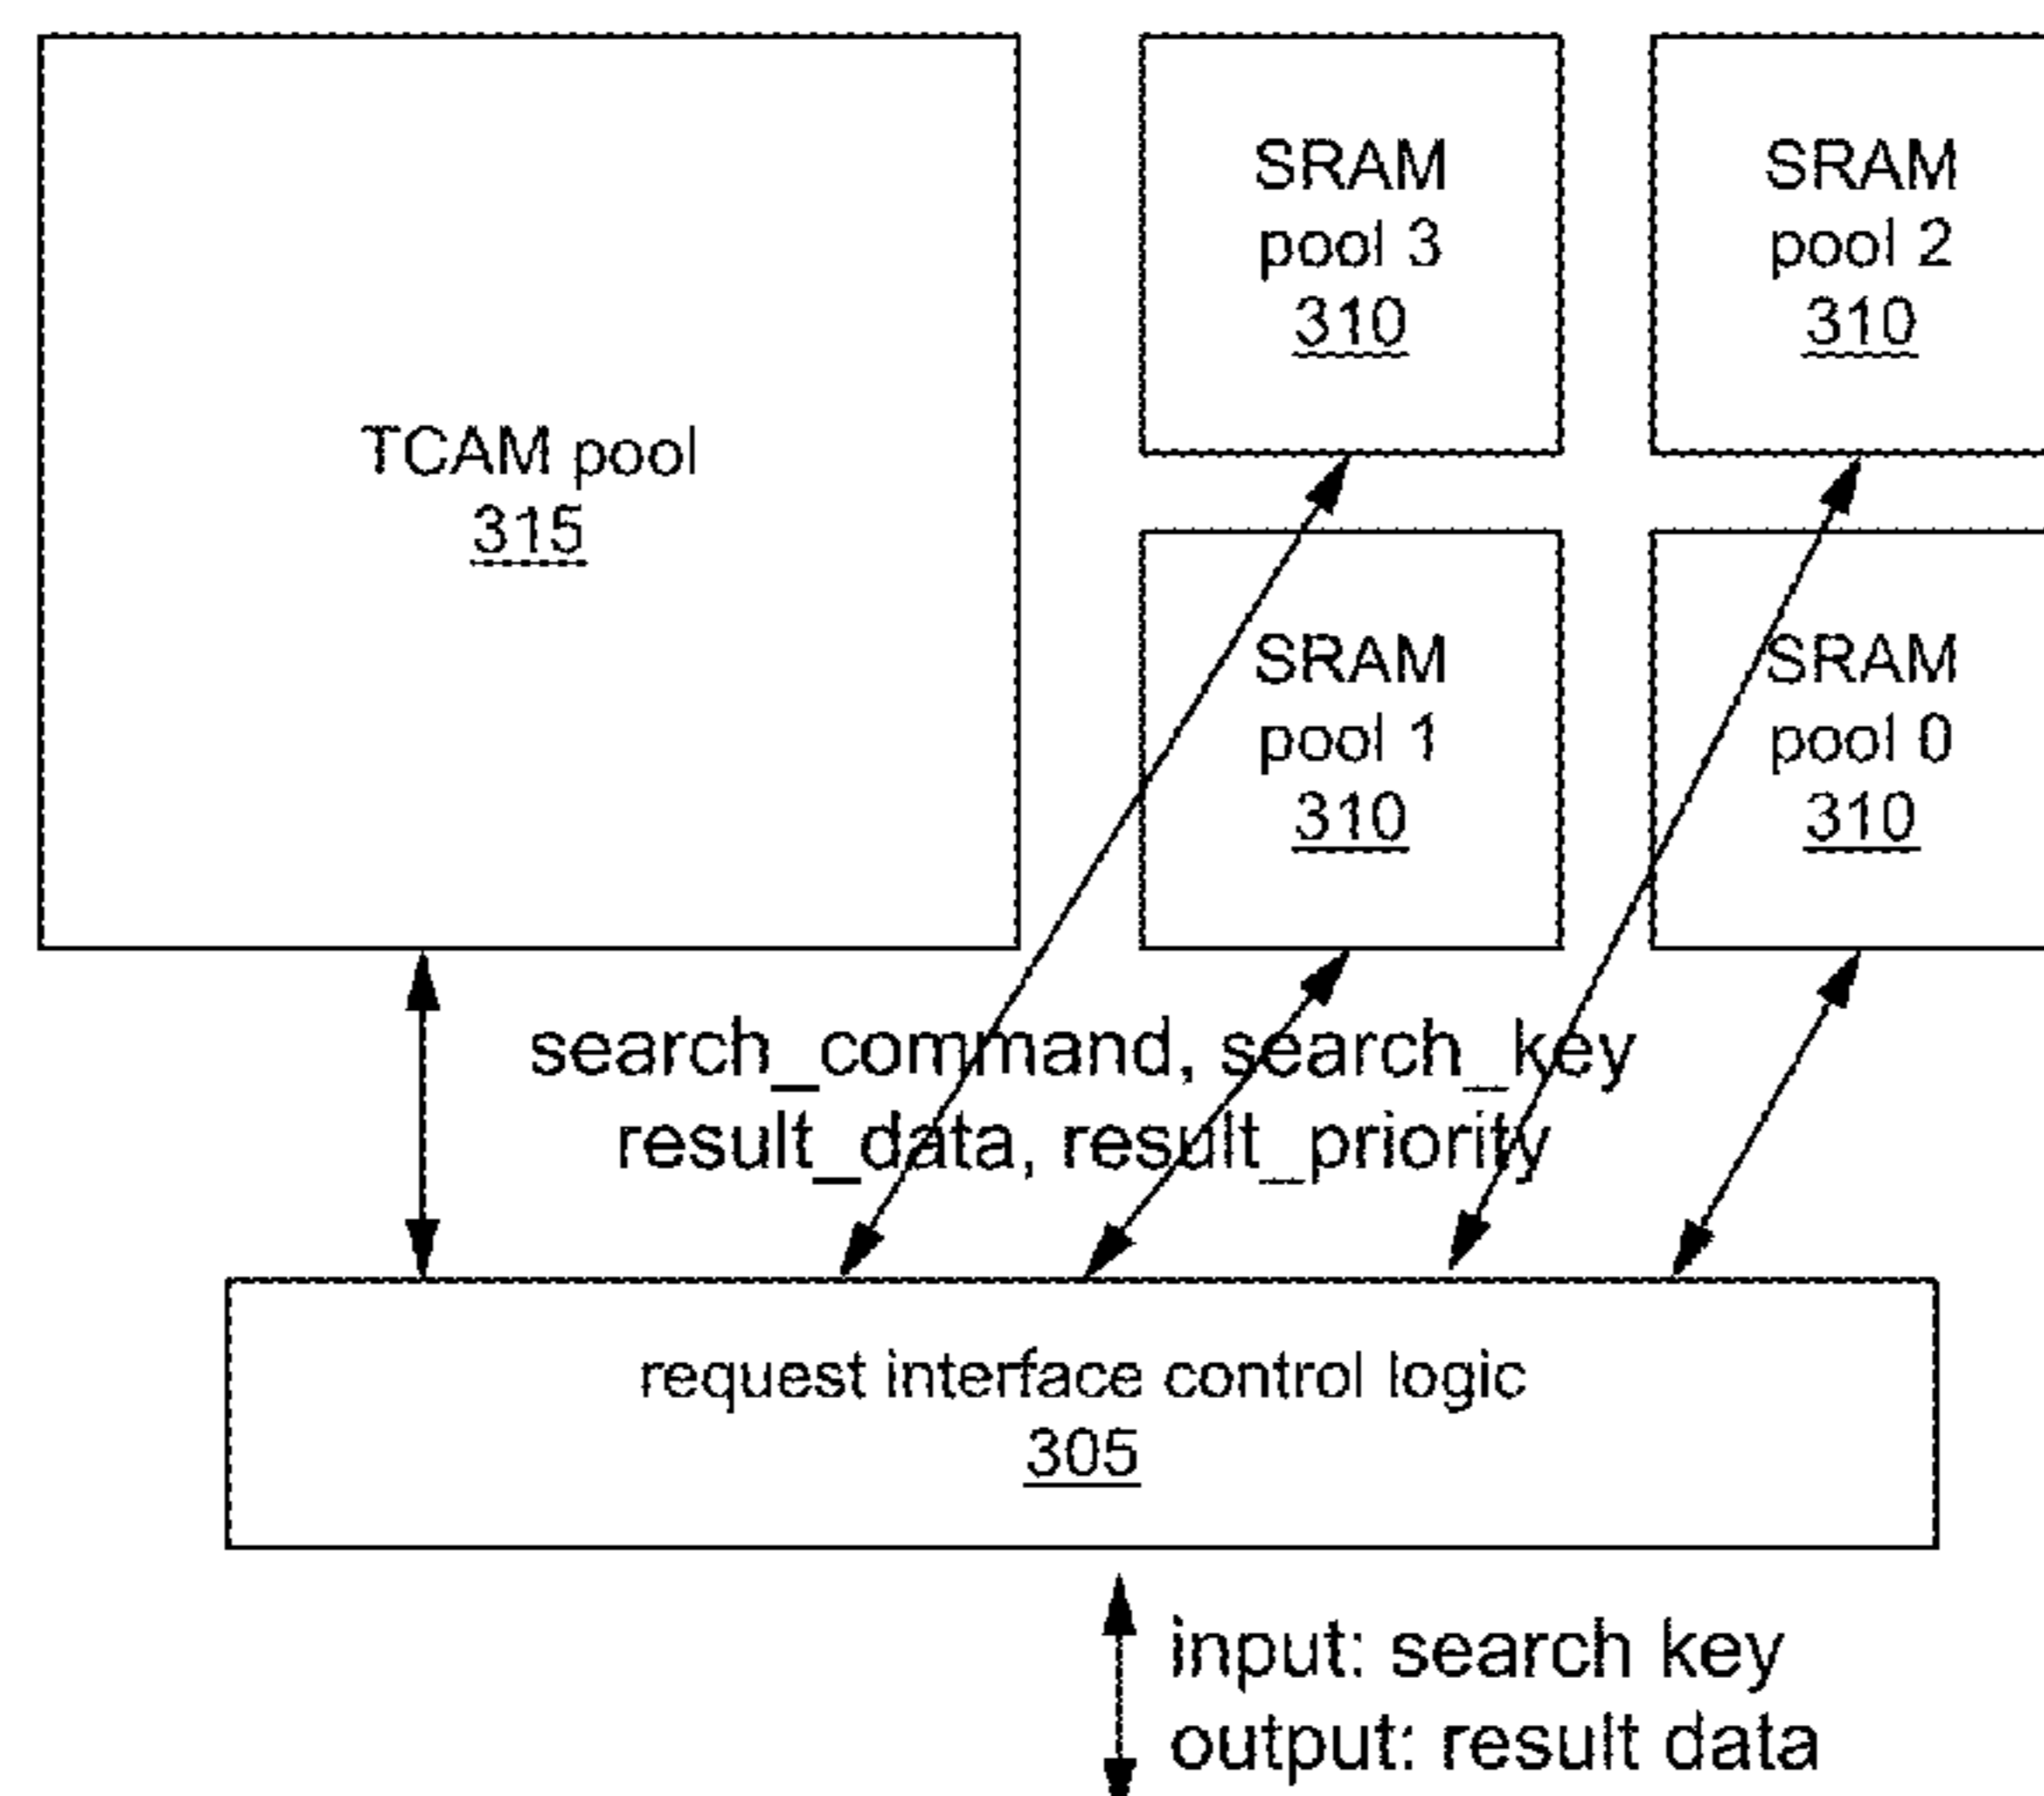 TCAM pool
315
SRAM
pool 3
310
SRAM
pool 2
310
SRAM
pool 1
310
SRAM
pool 0
310
search_command, search_key
result_data, result_priority
request interface control logic
305
input: search key
output: result data